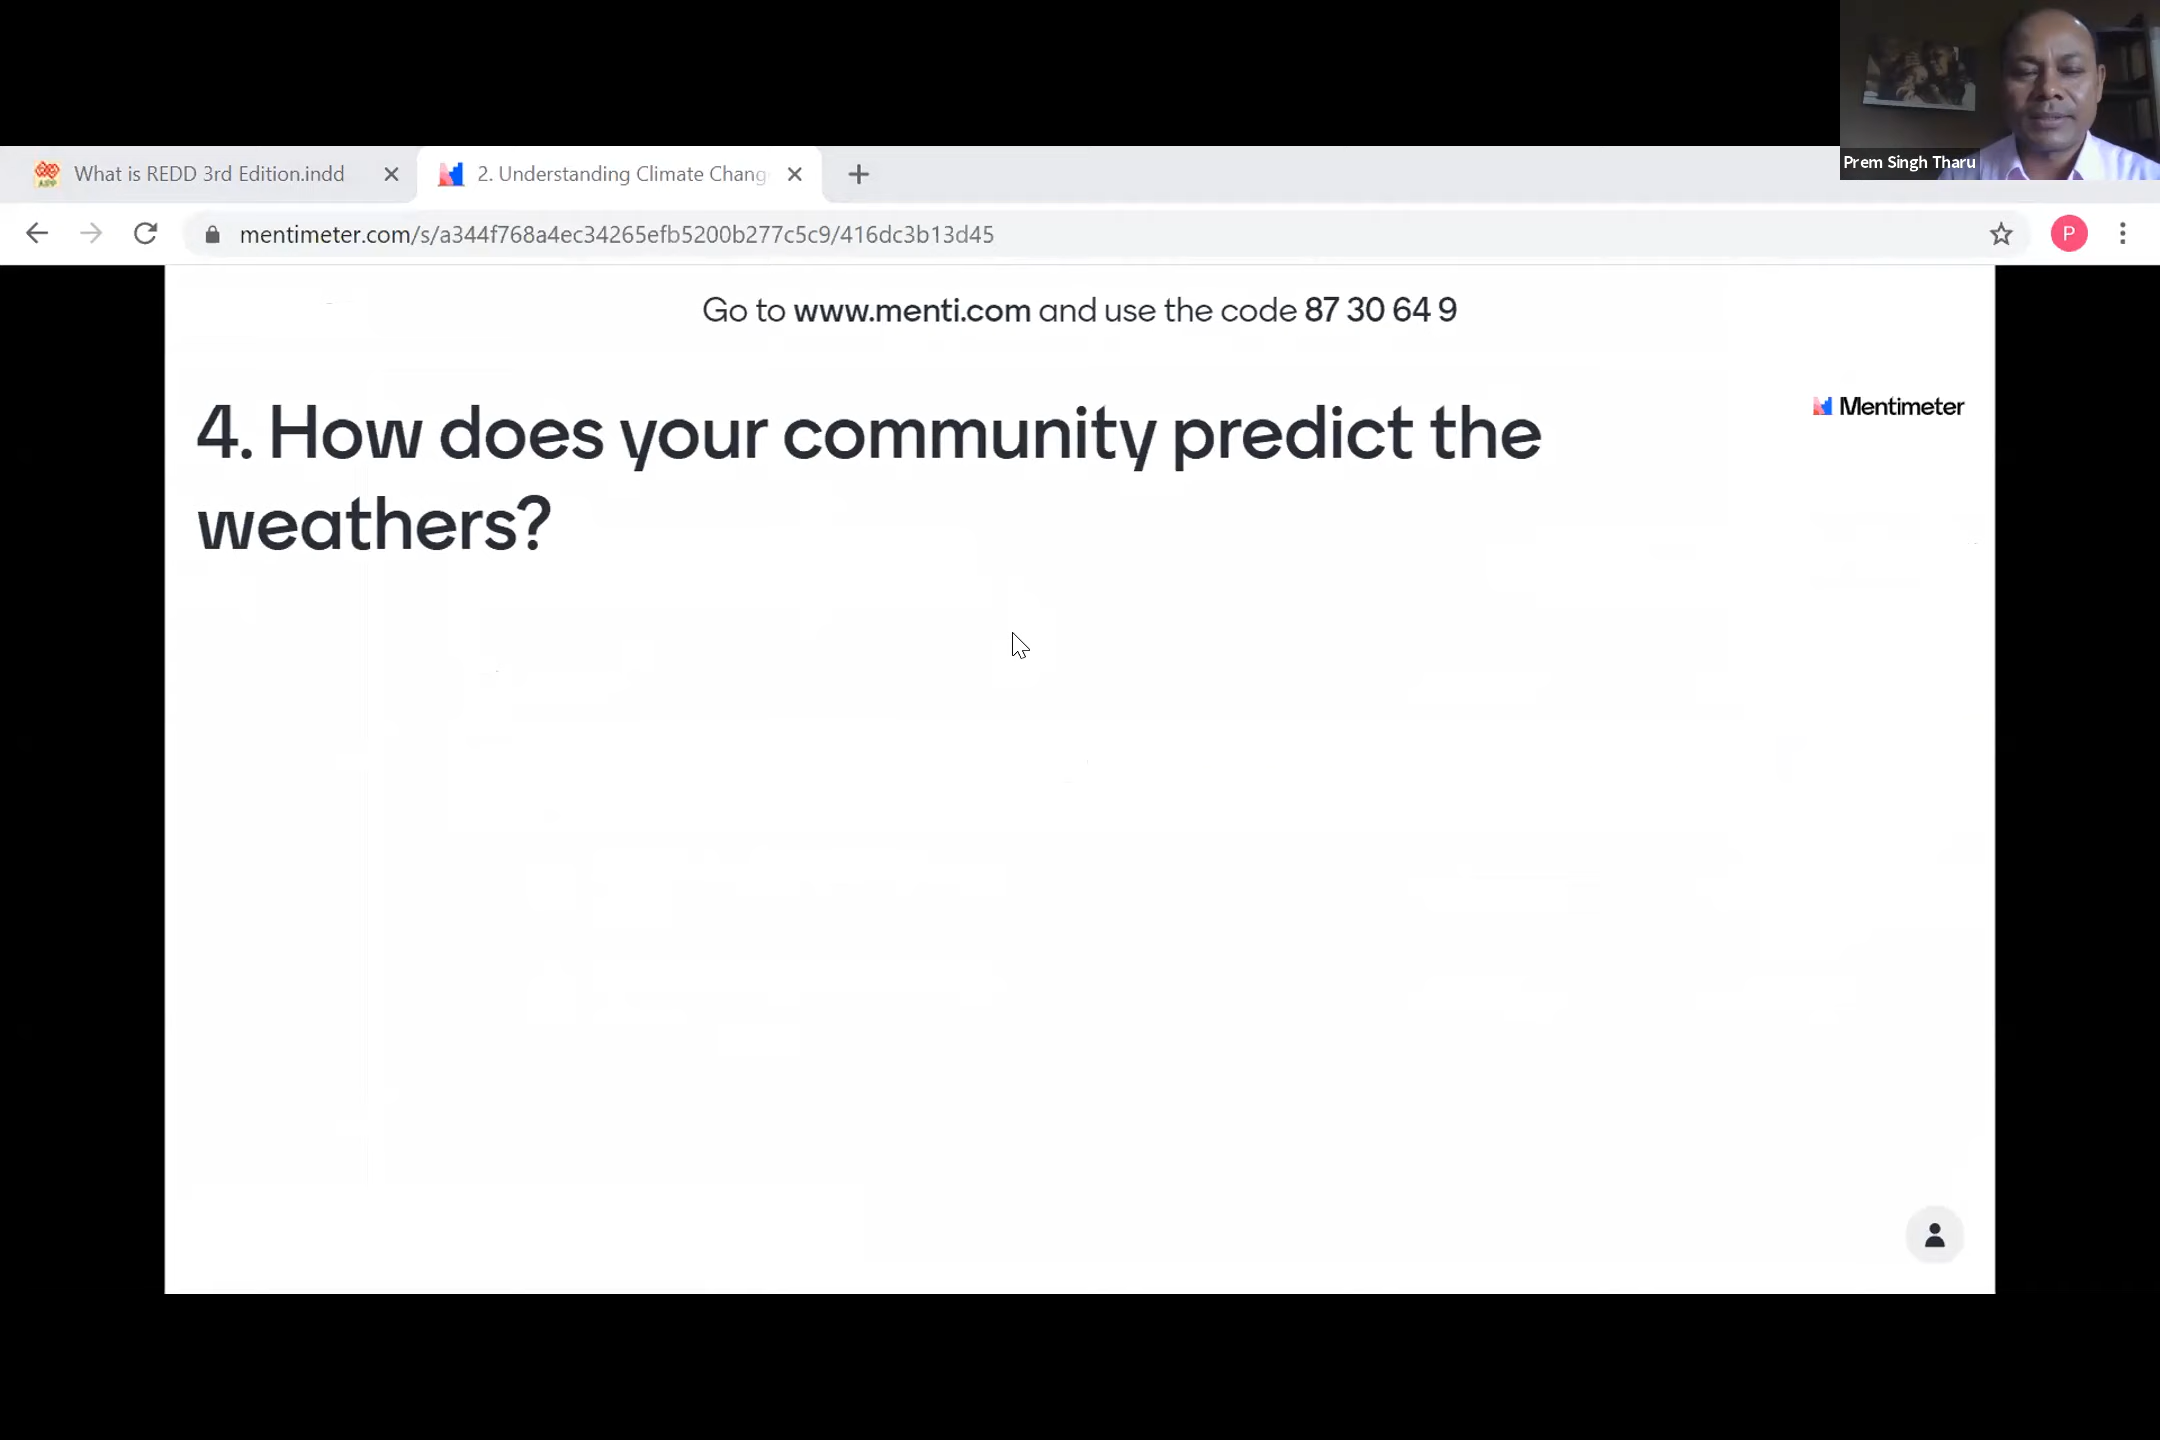 Prem Singh Tharu
What is REDD 3rd Edition.indd
2. Understanding Climate Chang
mentimeter.com/s/a344f768a4ec34265efb5200b277c5c9/416dc3b13d45
P
Go to www.menti.com and use the code 87 30 64 9
Mentimeter
4. How does your community predict the
weathers?